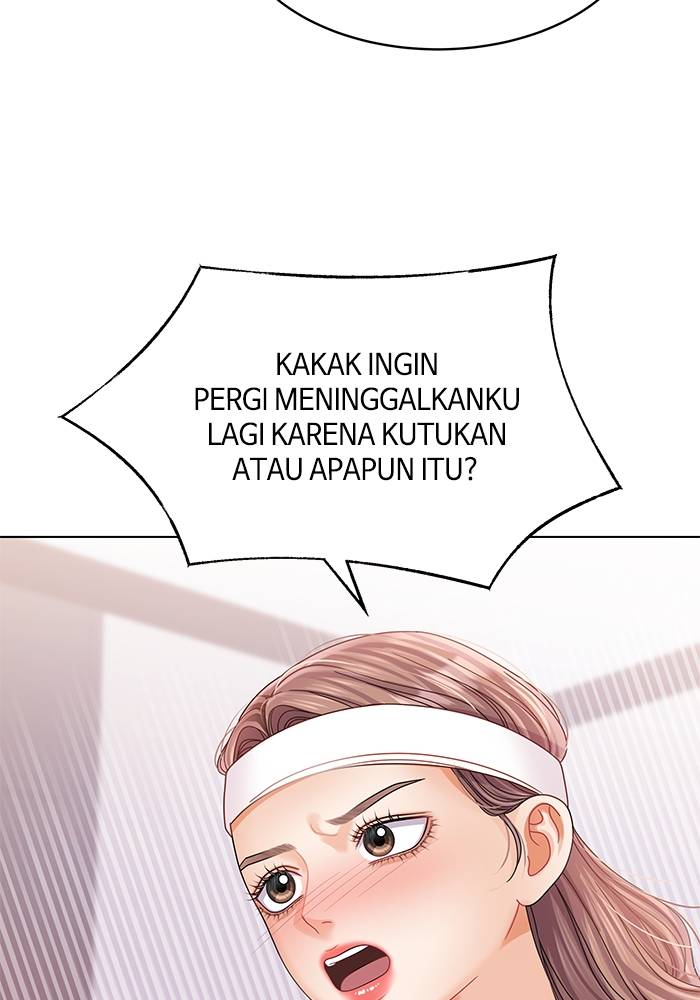 KAKAK INGIN
PERGI MENINGGALKANKU
LAGI KARENA KUTUKAN
ATAU APAPUN ITU?